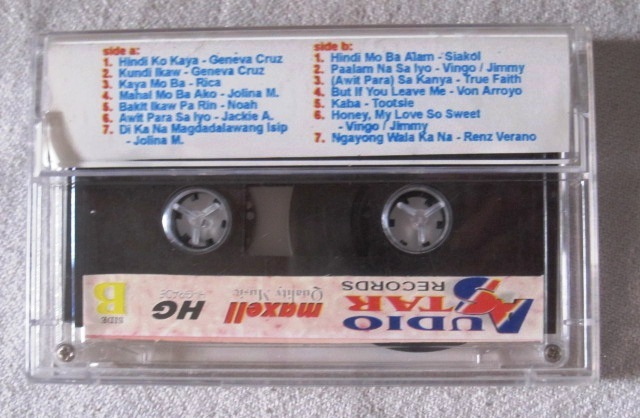 side a:
1. Hindi Ko Kaya - Geneva Cruz
2. Kundi Ikaw - Geneva Cruz
3. Kaya Mo Ba - Rica
4. Mahal Mo Ba Ako - Jolina M.
5. Bakit Ikaw Pa Rin - Noah
6. Awit Para Sa Iyo - Jackie A.
7. Di Ka Na Magdadalawang Isip
- Jolina M.
side b:
1. Hindi Mo Ba Alam - Siakol
2. Paalam Na Sa Iyo - Vingo / Jimmy
3. (Awit Para) Sa Kanya - True Faith
4. But If You Leave Me - Von Arroyo
5. Kaba - Tootsie
6. Honey, My Love So Sweet
- Vingo / Jimmy
7. Ngayong Wala Ka Na - Renz Verano
AUDIO
STAR
RECORDS
maxell
Quality Music
HG
SIDE
B